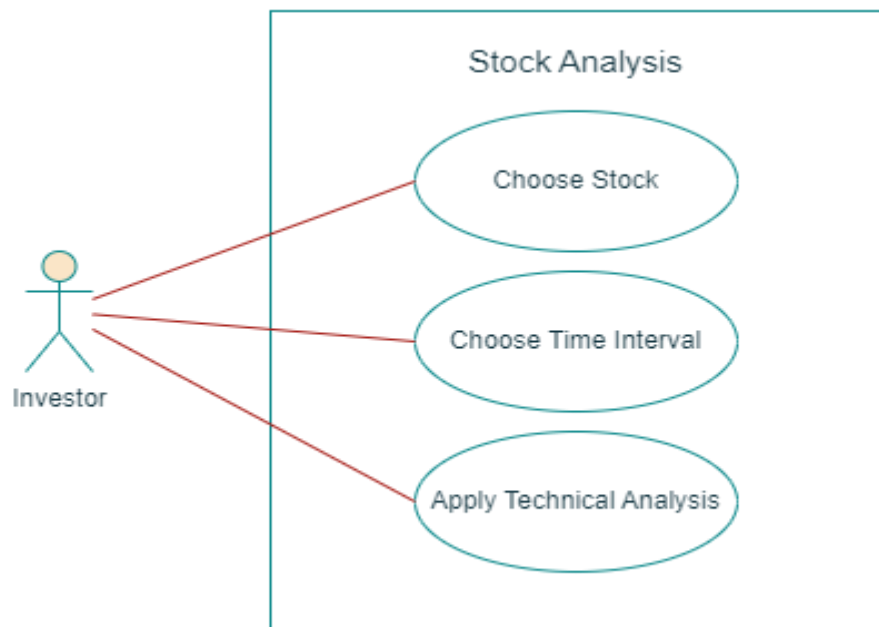 Stock Analysis
Choose Stock
Choose Time Interval
Investor
Apply Technical Analysis